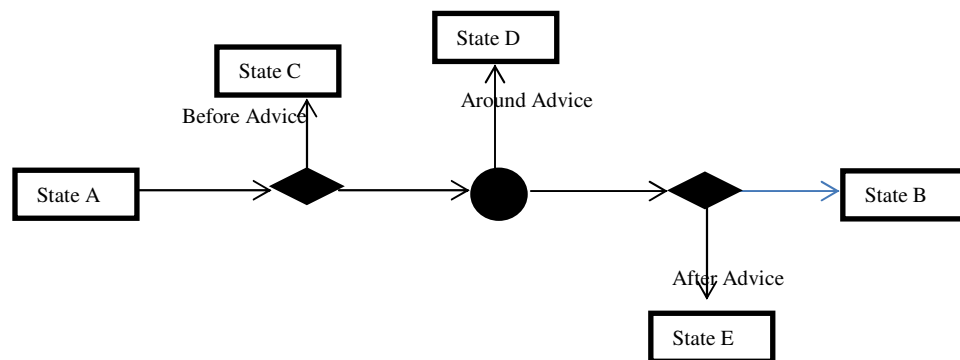 State D
State C
Around Advice
Before Advice
State A
State B
After Advice
State E